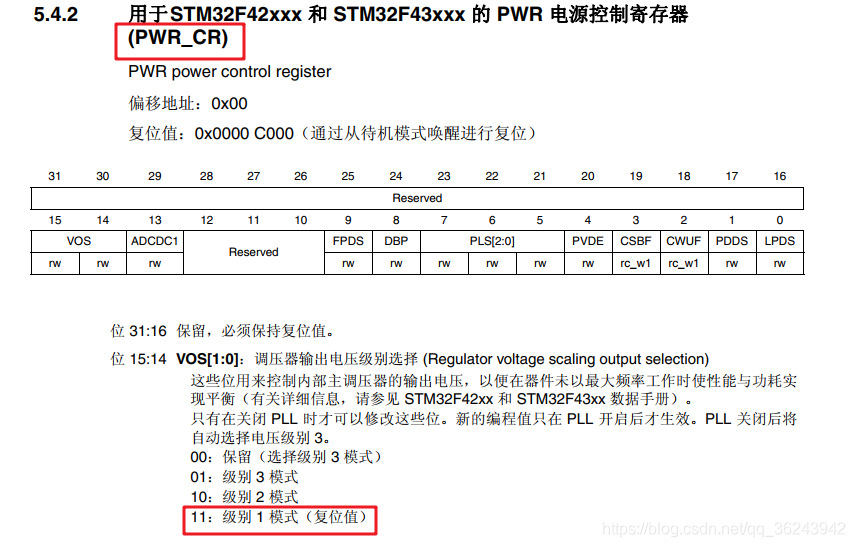 5.4.2 用于STM32F42xxx 和 STM32F43xxx 的 PWR 电源控制寄存器
(PWR_CR)
PWR power control register
偏移地址：0x00
复位值：0x0000 C000（通过从待机模式唤醒进行复位）
31 30 29 28 27 26 25 24 23 22 21 20 19 18 17 16
Reserved
15 14 13 12 11 10 9 8 7 6 5 4 3 2 1 0
VOS ADCDC1 Reserved FPDS DBP PLS[2:0] PVDE CSBF CWUF PDDS LPDS
rw rw rw rw rw rw rw rw rw rc_w1 rc_w1 rw rw
位 31:16 保留，必须保持复位值。
位 15:14 VOS[1:0]：调压器输出电压级别选择 (Regulator voltage scaling output selection)
这些位用来控制内部主调压器的输出电压，以便在器件未以最大频率工作时使性能与功耗实
现平衡（有关详细信息，请参见 STM32F42xx 和 STM32F43xx 数据手册）。
只有在关闭 PLL 时才可以修改这些位。新的编程值只在 PLL 开启后才生效。PLL 关闭后将
自动选择电压级别 3。
00：保留（选择级别 3 模式）
01：级别 3 模式
10：级别 2 模式
11：级别 1 模式（复位值）
https://blog.csdn.net/qq_36243942